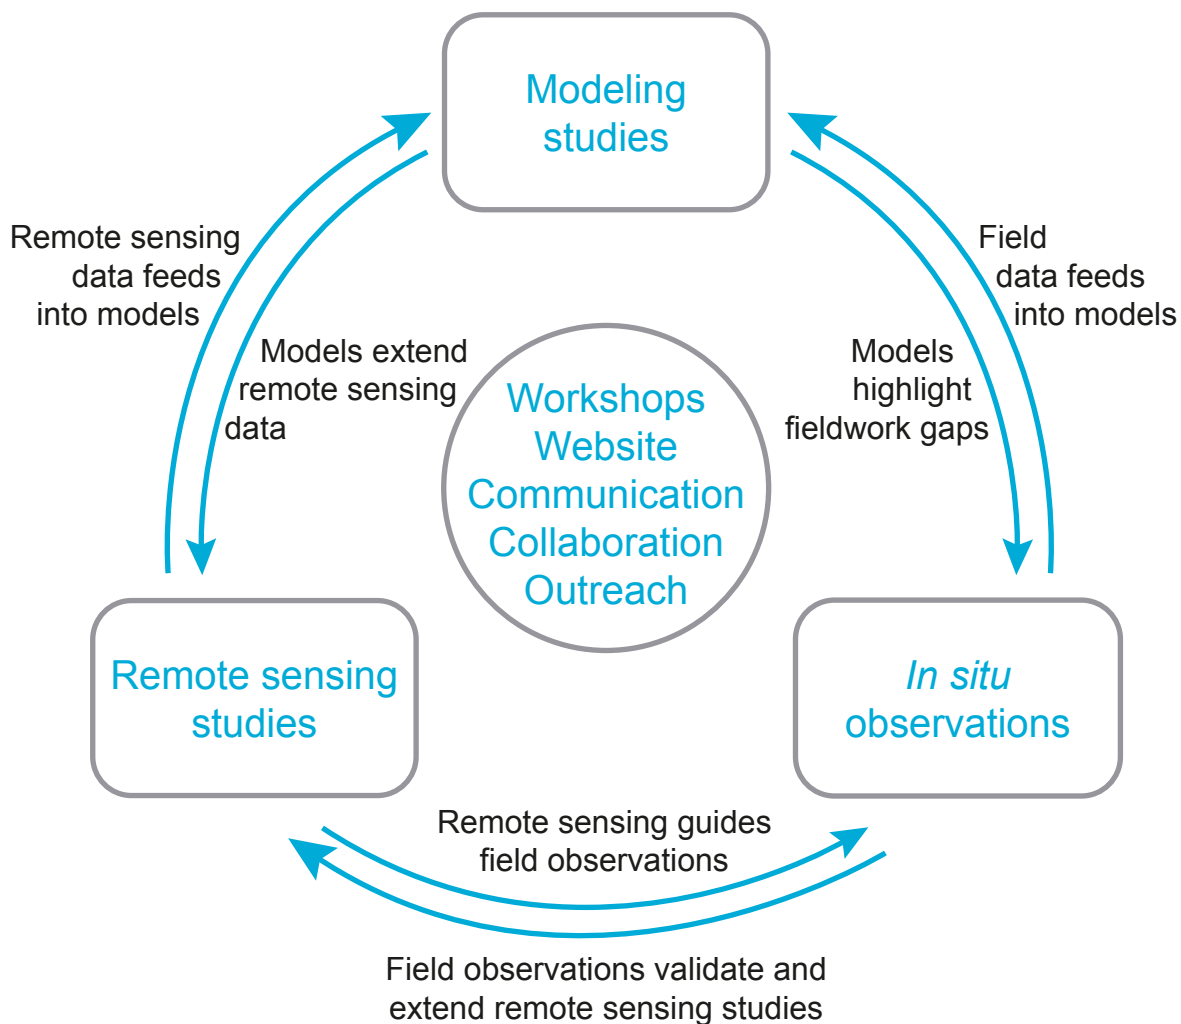 Modeling
studies
Remote sensing
data feeds
into models
Field
data feeds
into models
Models extend
remote sensing
data
Models
highlight
fieldwork gaps
Workshops
Website
Communication
Collaboration
Outreach
Remote sensing
studies
In situ
observations
Remote sensing guides
field observations
Field observations validate and
extend remote sensing studies